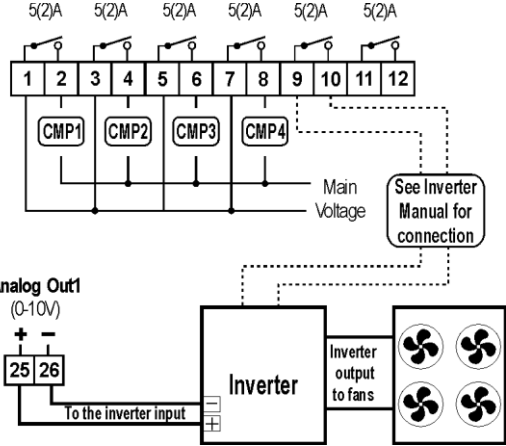 5(2)A 5(2)A 5(2)A 5(2)A 5(2)A 5(2)A
1 2 3 4 5 6 7 8 9 10 11 12
CMP1 CMP2 CMP3 CMP4
Main
Voltage
See Inverter
Manual for
connection
nalog Out1
(0-10V)
+ −
25 26
To the inverter input
Inverter
− +
Inverter
output
to fans